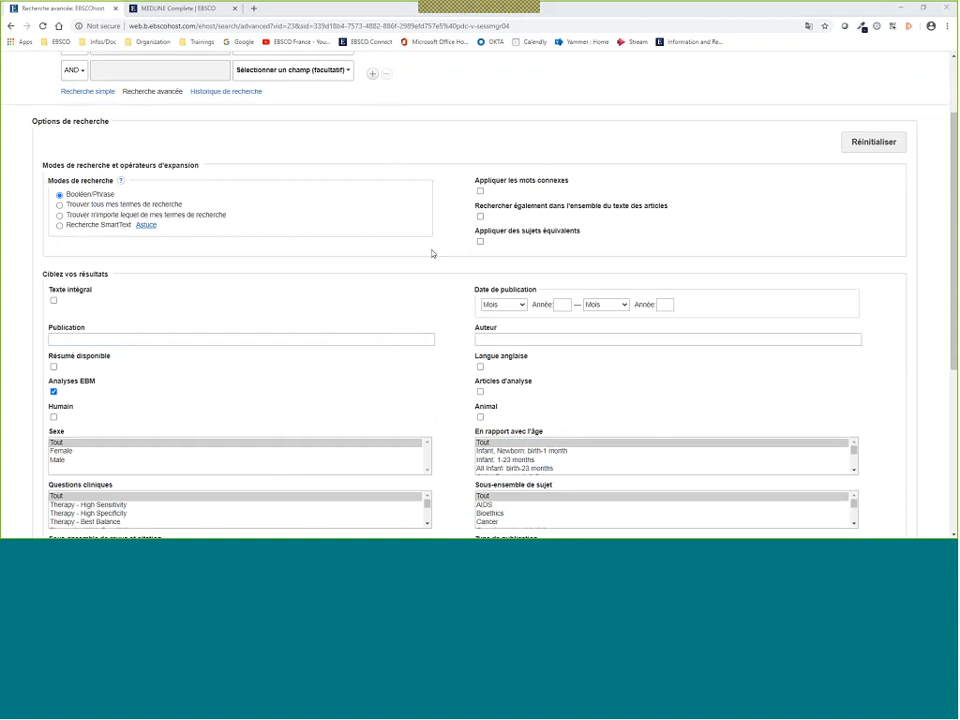 Recherche avancée: EBSCOhost
MEDLINE Complete | EBSCO
Not secure | web.b.ebscohost.com/ehost/search/advanced?vid=23&sid=339d18b4-7573-4882-886f-2989efd757e5%40pdc-v-sessmgr04
Apps EBSCO Infos/Doc Organization Trainings Google EBSCO France - You... EBSCO Connect Microsoft Office Ho... OKTA Calendly Yammer : Home Stream Information and Re...
AND Sélectionner un champ (facultatif)
Recherche simple Recherche avancée Historique de recherche
Options de recherche
Réinitialiser
Modes de recherche et opérateurs d'expansion
Modes de recherche ?
Booléen/Phrase
Trouver tous mes termes de recherche
Trouver n'importe lequel de mes termes de recherche
Recherche SmartText Astuce
Appliquer les mots connexes
Rechercher également dans l'ensemble du texte des articles
Appliquer des sujets équivalents
Ciblez vos résultats
Texte intégral
Date de publication
Mois Année: — Mois Année:
Publication
Auteur
Résumé disponible
Langue anglaise
Analyses EBM
Articles d'analyse
Humain
Animal
Sexe
Tout
Female
Male
En rapport avec l'âge
Tout
Infant, Newborn: birth-1 month
Infant: 1-23 months
All Infant: birth-23 months
Questions cliniques
Tout
Therapy - High Sensitivity
Therapy - High Specificity
Therapy - Best Balance
Sous-ensemble de sujet
Tout
AIDS
Bioethics
Cancer